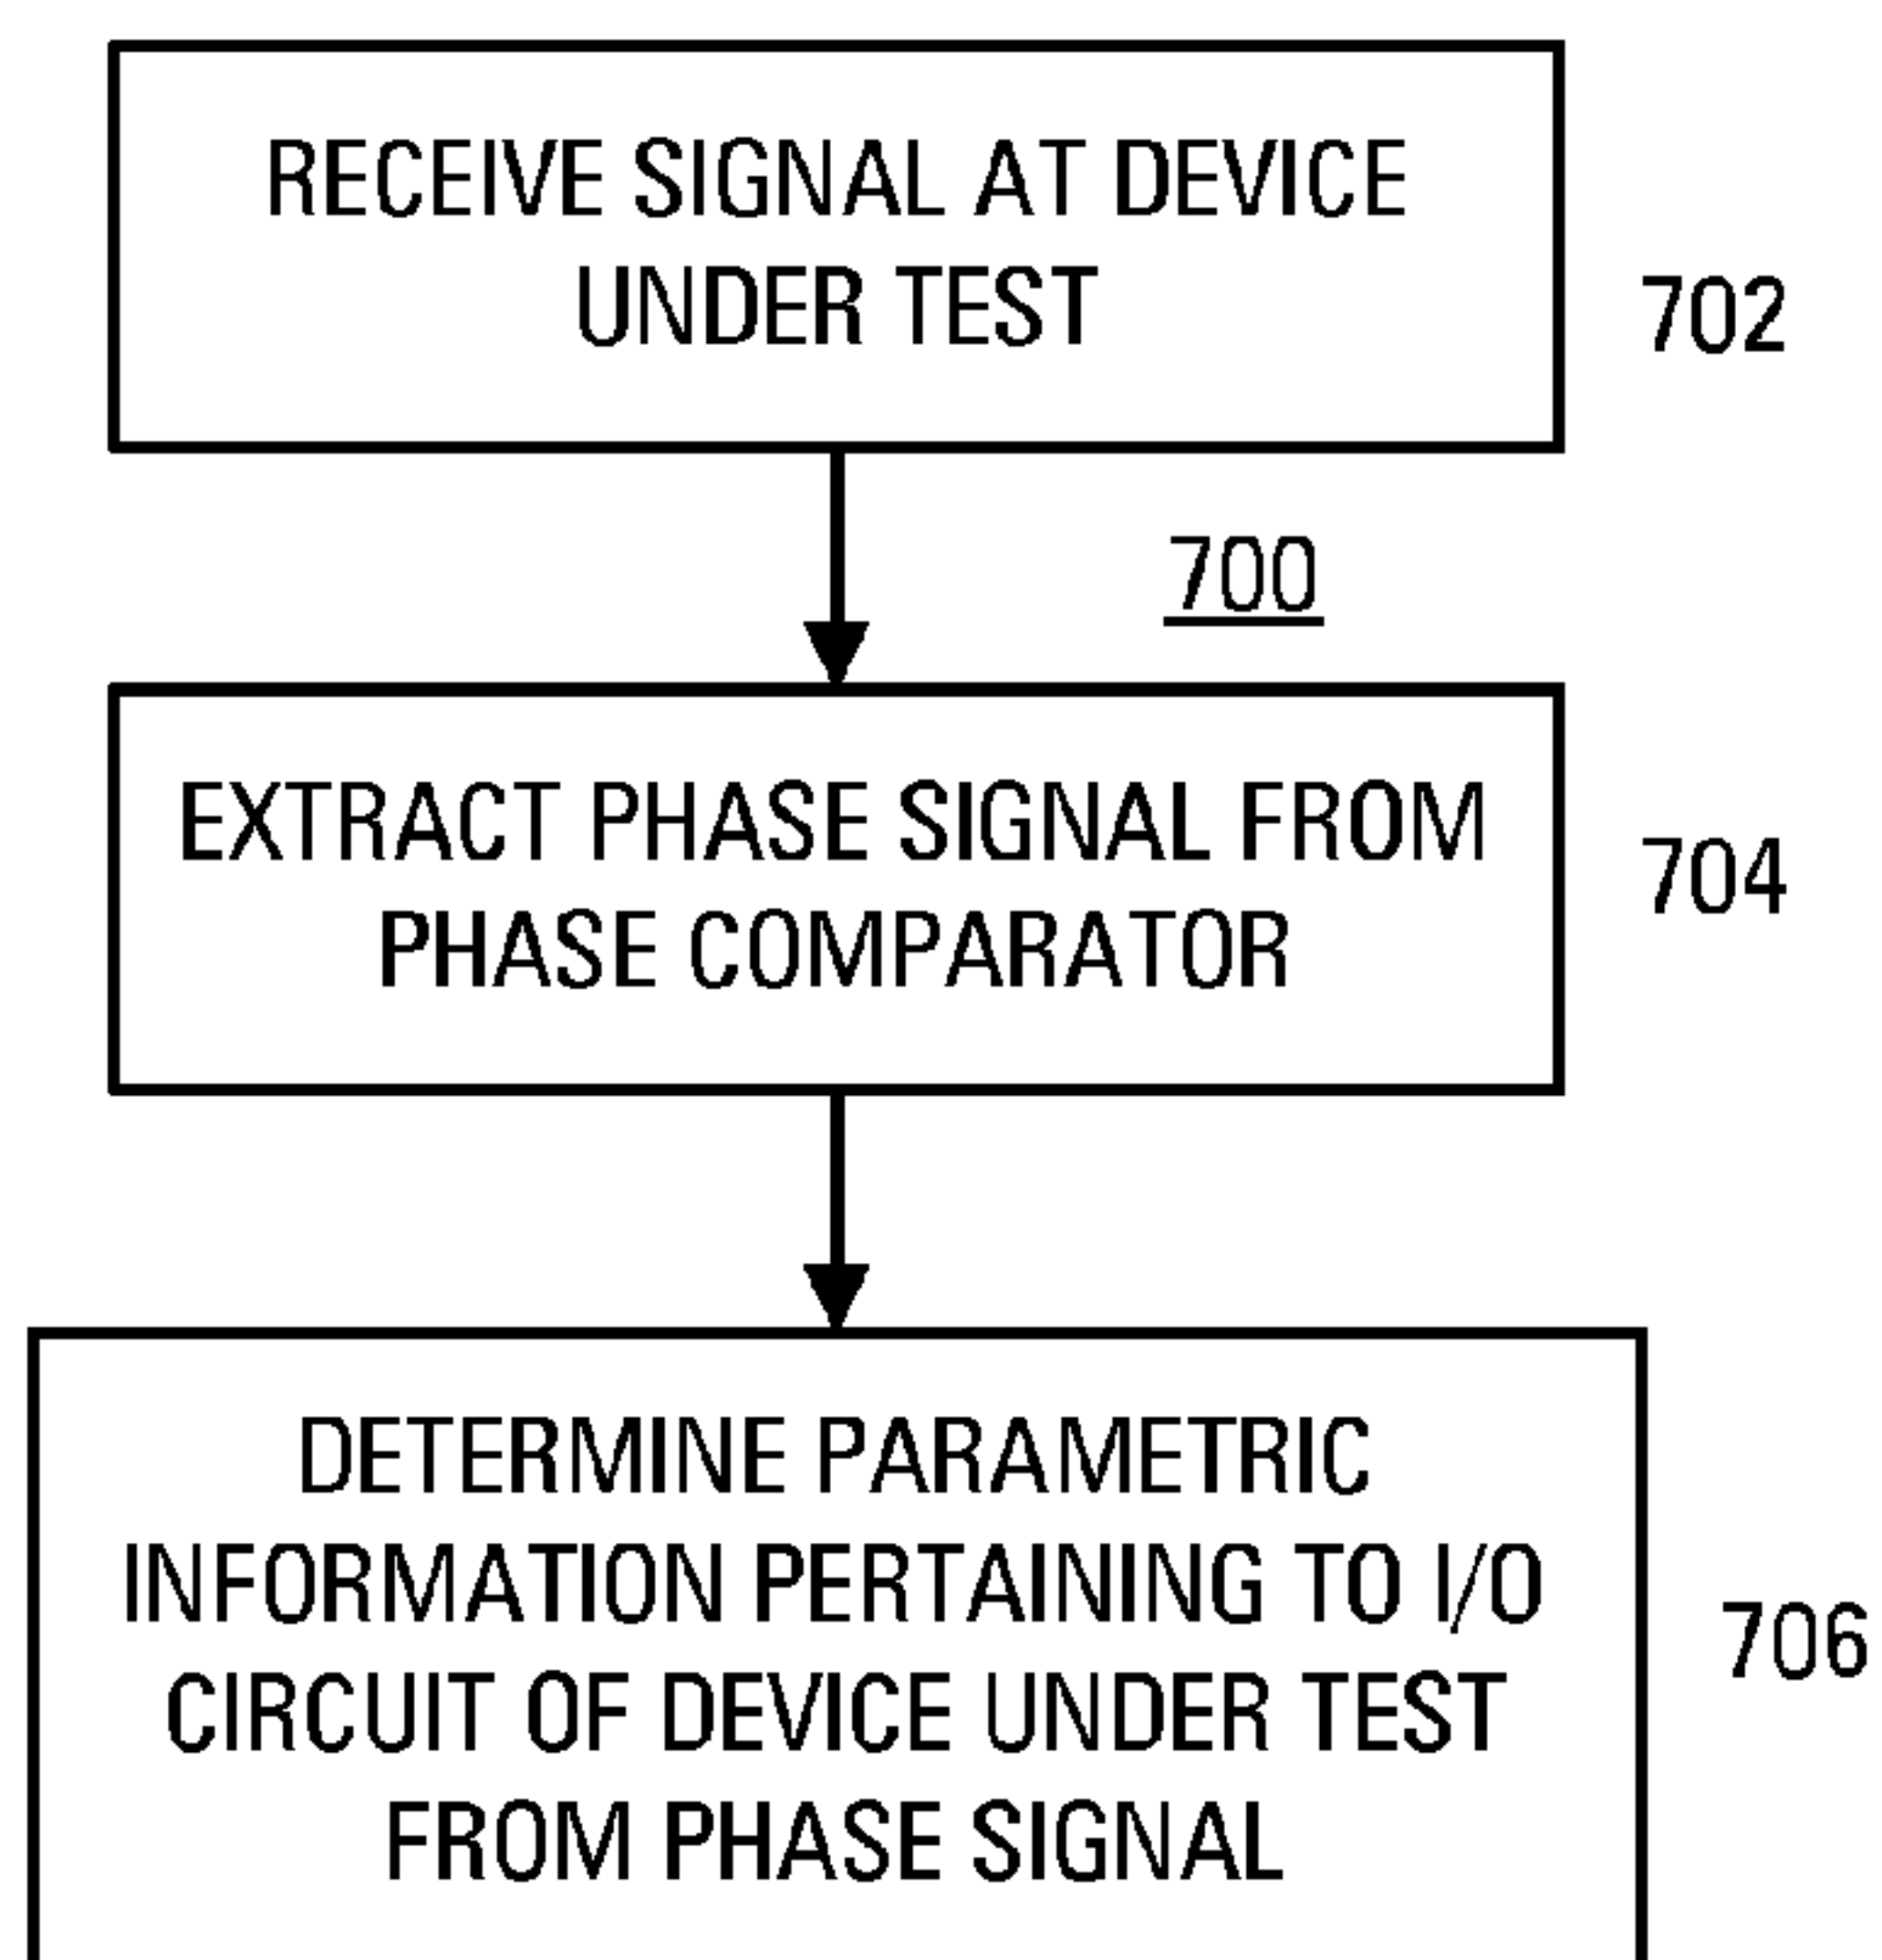 RECEIVE SIGNAL AT DEVICE
UNDER TEST
702
700
EXTRACT PHASE SIGNAL FROM
PHASE COMPARATOR
704
DETERMINE PARAMETRIC
INFORMATION PERTAINING TO I/O
CIRCUIT OF DEVICE UNDER TEST
FROM PHASE SIGNAL
706